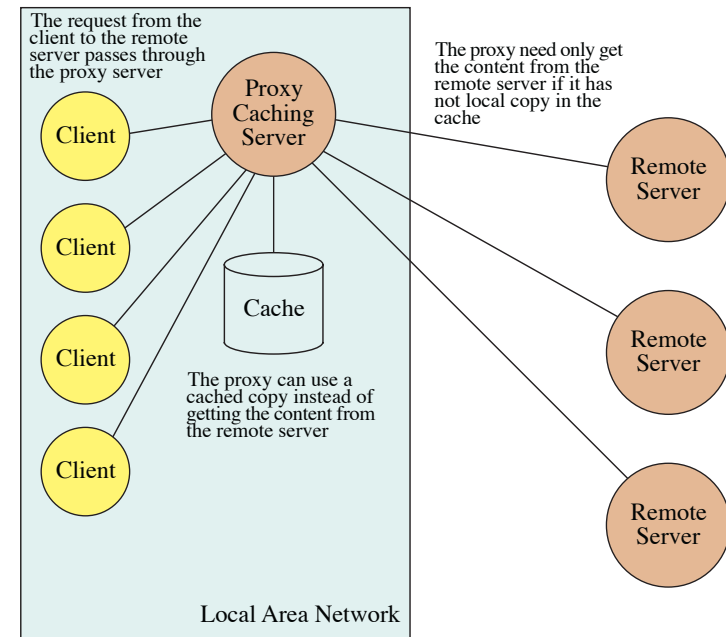 The request from the
client to the remote
server passes through
the proxy server
Proxy
Caching
Server
The proxy need only get
the content from the
remote server if it has
not local copy in the
cache
Client
Client
Client
Client
Cache
The proxy can use a
cached copy instead of
getting the content from
the remote server
Remote
Server
Remote
Server
Remote
Server
Local Area Network